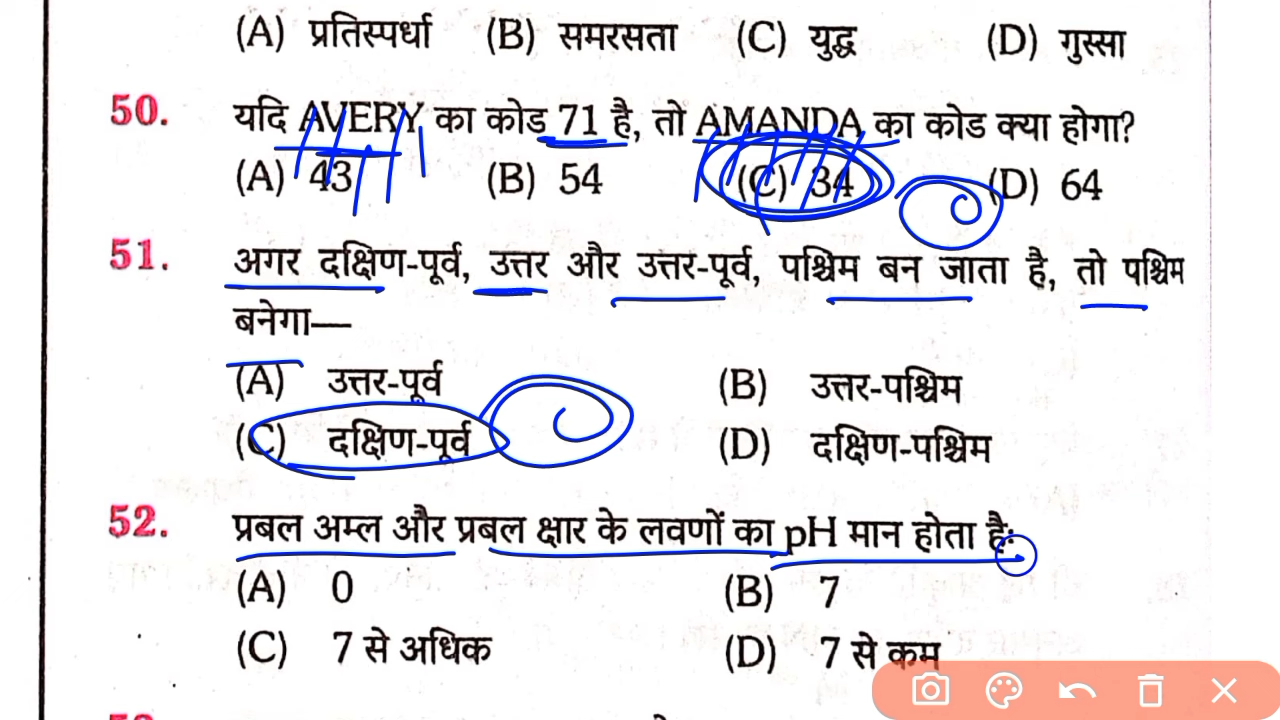 (A) प्रतिस्पर्धा (B) समरसता (C) युद्ध (D) गुस्सा
50. यदि AVERY का कोड 71 है, तो AMANDA का कोड क्या होगा?
(A) 43 (B) 54 (C) 34 (D) 64
51. अगर दक्षिण-पूर्व, उत्तर और उत्तर-पूर्व, पश्चिम बन जाता है, तो पश्चिम
बनेगा—
(A) उत्तर-पूर्व (B) उत्तर-पश्चिम
(C) दक्षिण-पूर्व (D) दक्षिण-पश्चिम
52. प्रबल अम्ल और प्रबल क्षार के लवणों का pH मान होता है:
(A) 0 (B) 7
(C) 7 से अधिक (D) 7 से कम